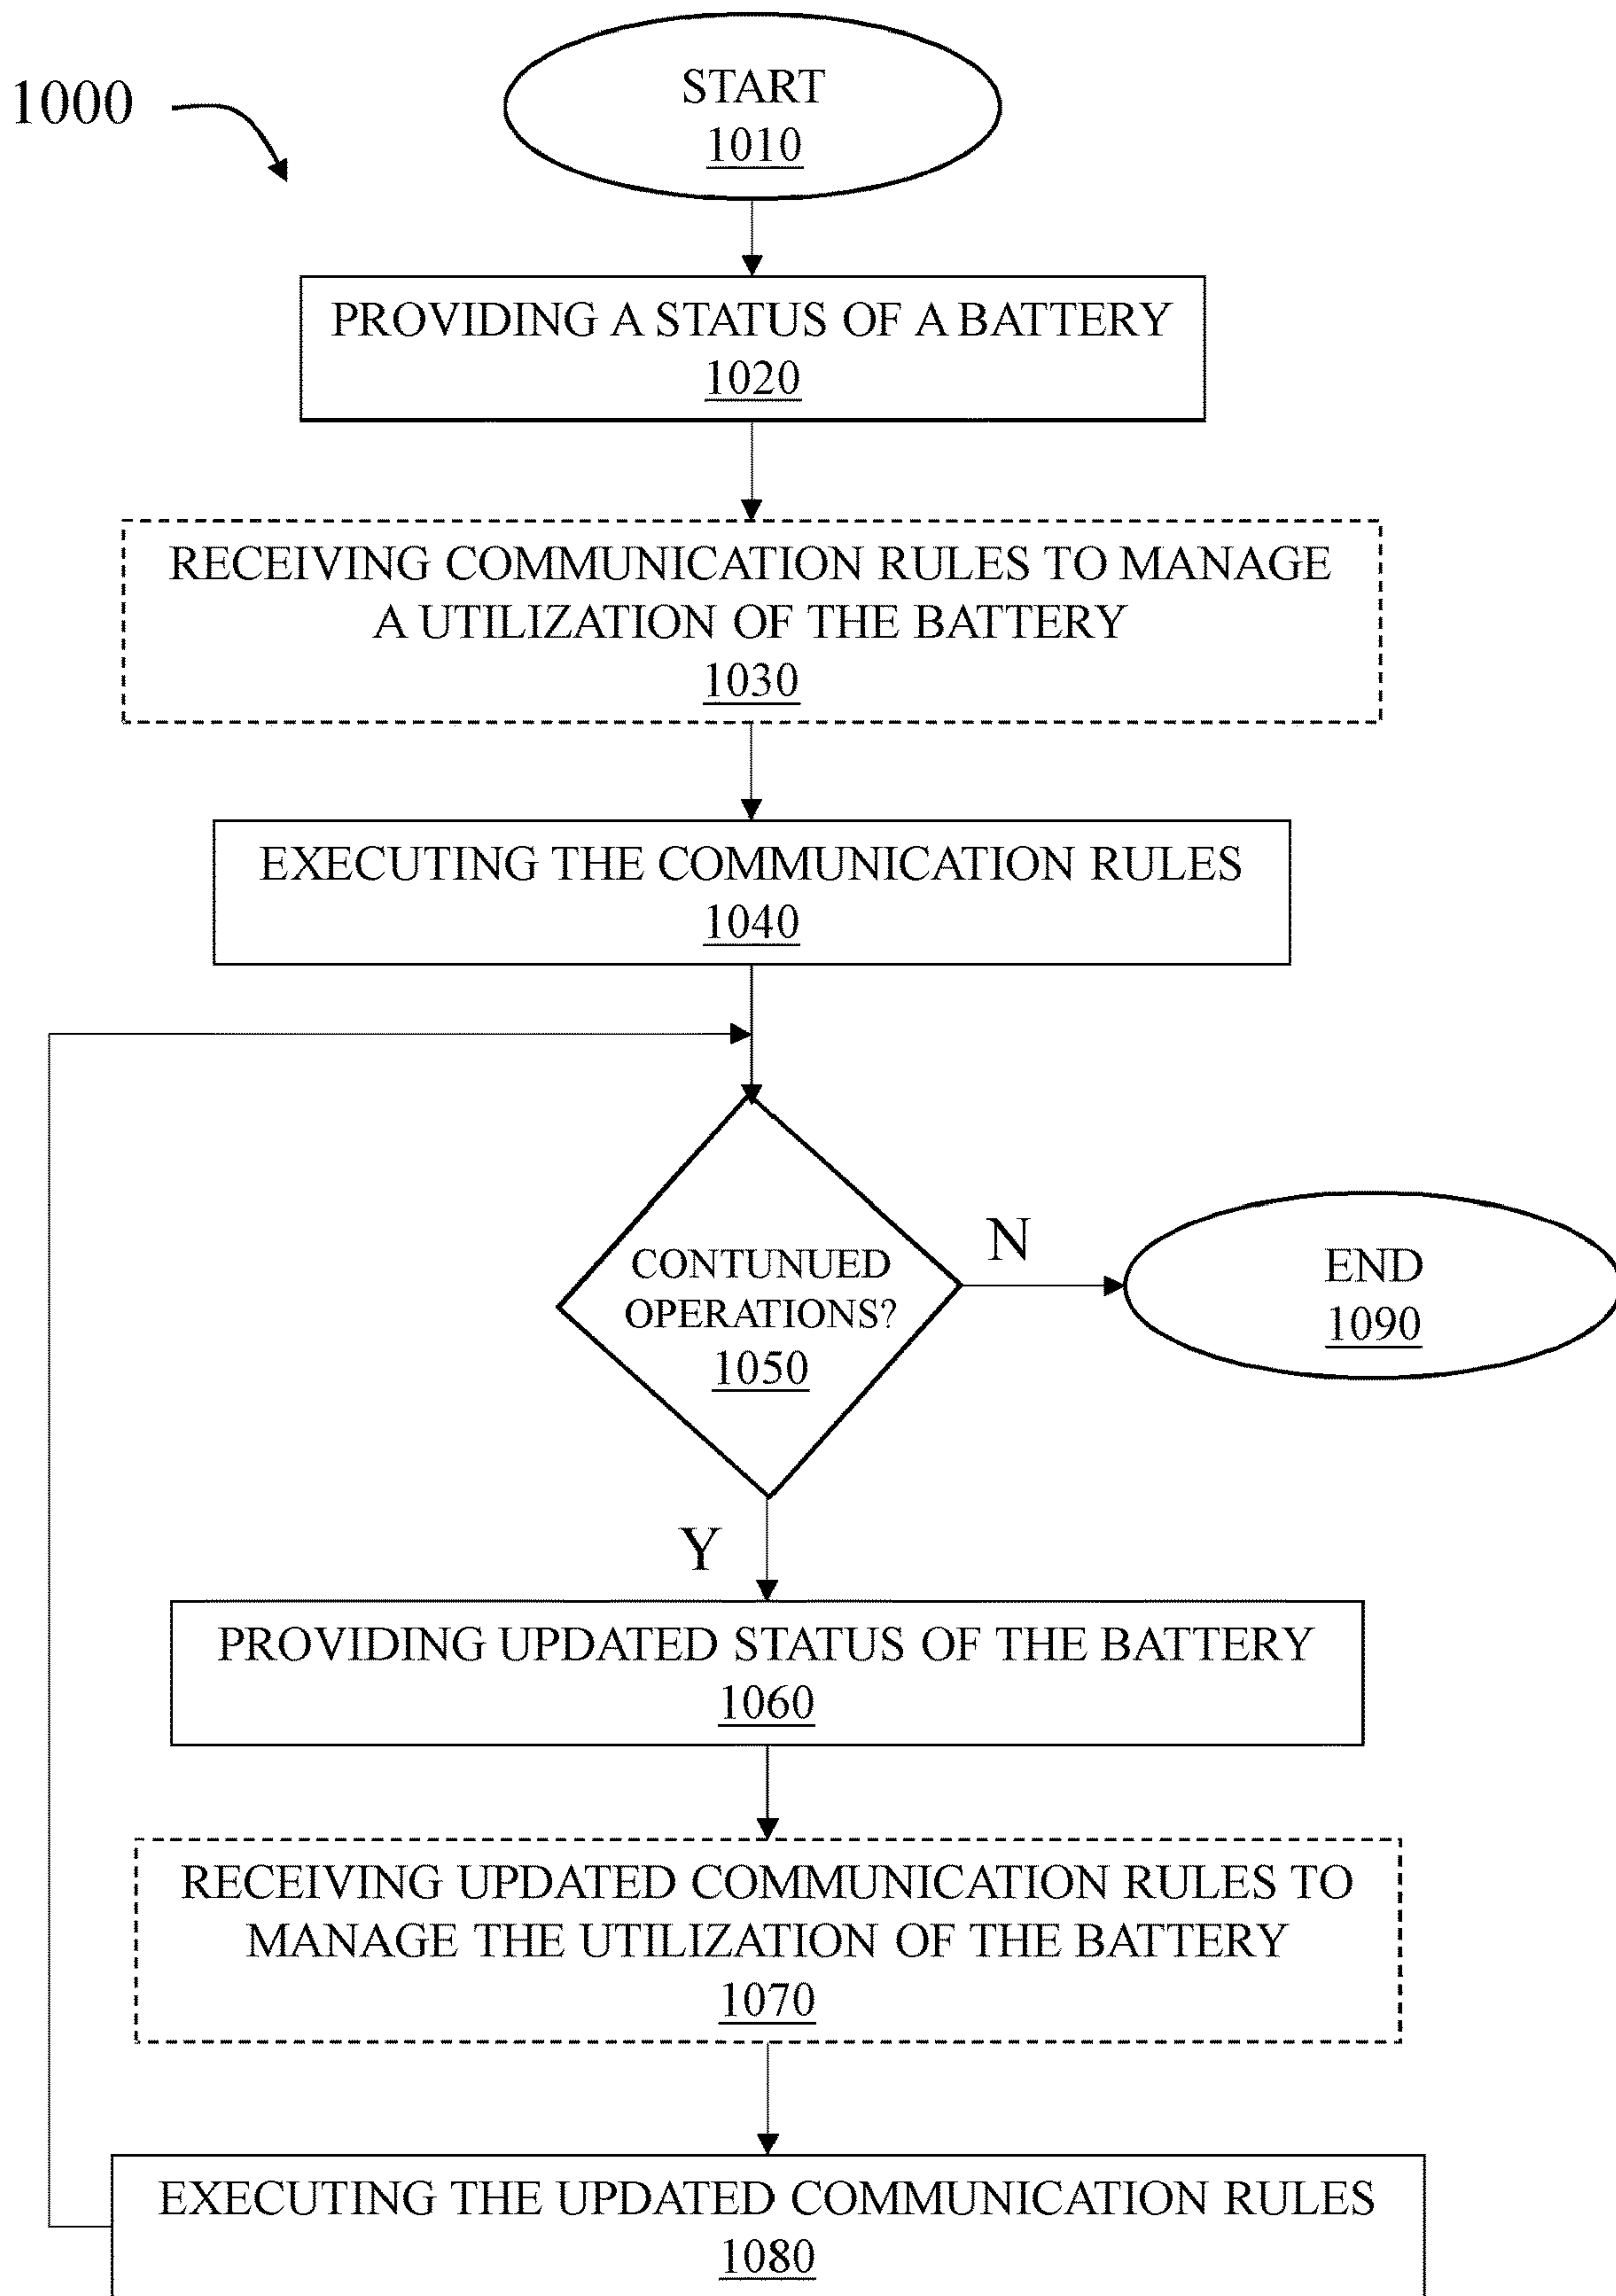 1000
START
1010
PROVIDING A STATUS OF A BATTERY
1020
RECEIVING COMMUNICATION RULES TO MANAGE
A UTILIZATION OF THE BATTERY
1030
EXECUTING THE COMMUNICATION RULES
1040
CONTUNUED
OPERATIONS?
1050
N
END
1090
Y
PROVIDING UPDATED STATUS OF THE BATTERY
1060
RECEIVING UPDATED COMMUNICATION RULES TO
MANAGE THE UTILIZATION OF THE BATTERY
1070
EXECUTING THE UPDATED COMMUNICATION RULES
1080